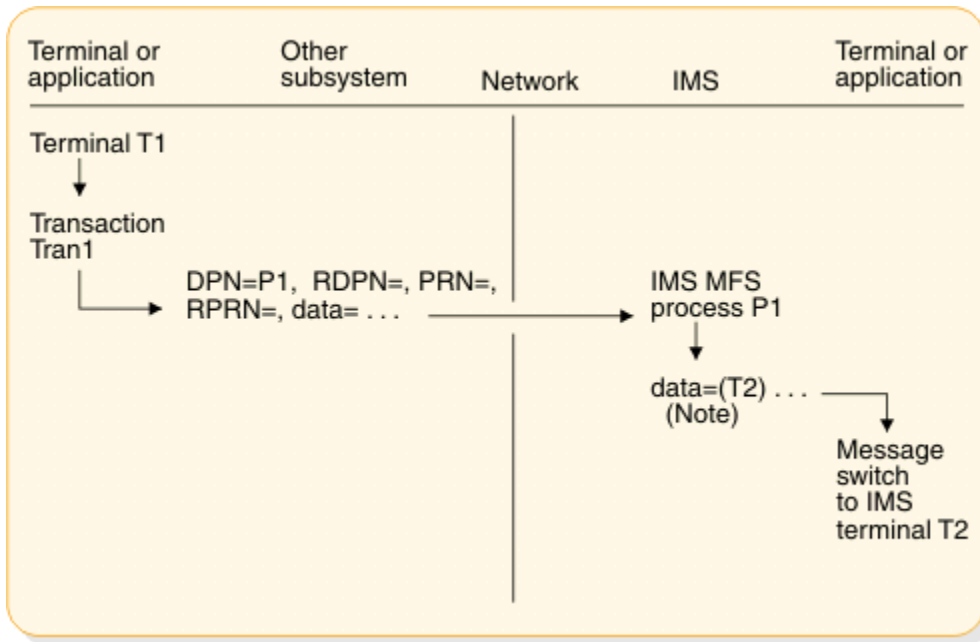 Terminal or
application
Other
subsystem
Network
IMS
Terminal or
application
Terminal T1
Transaction
Tran1
DPN=P1, RDPN=, PRN=,
RPRN=, data= . . .
IMS MFS
process P1
data=(T2) . . .
(Note)
Message
switch
to IMS
terminal T2